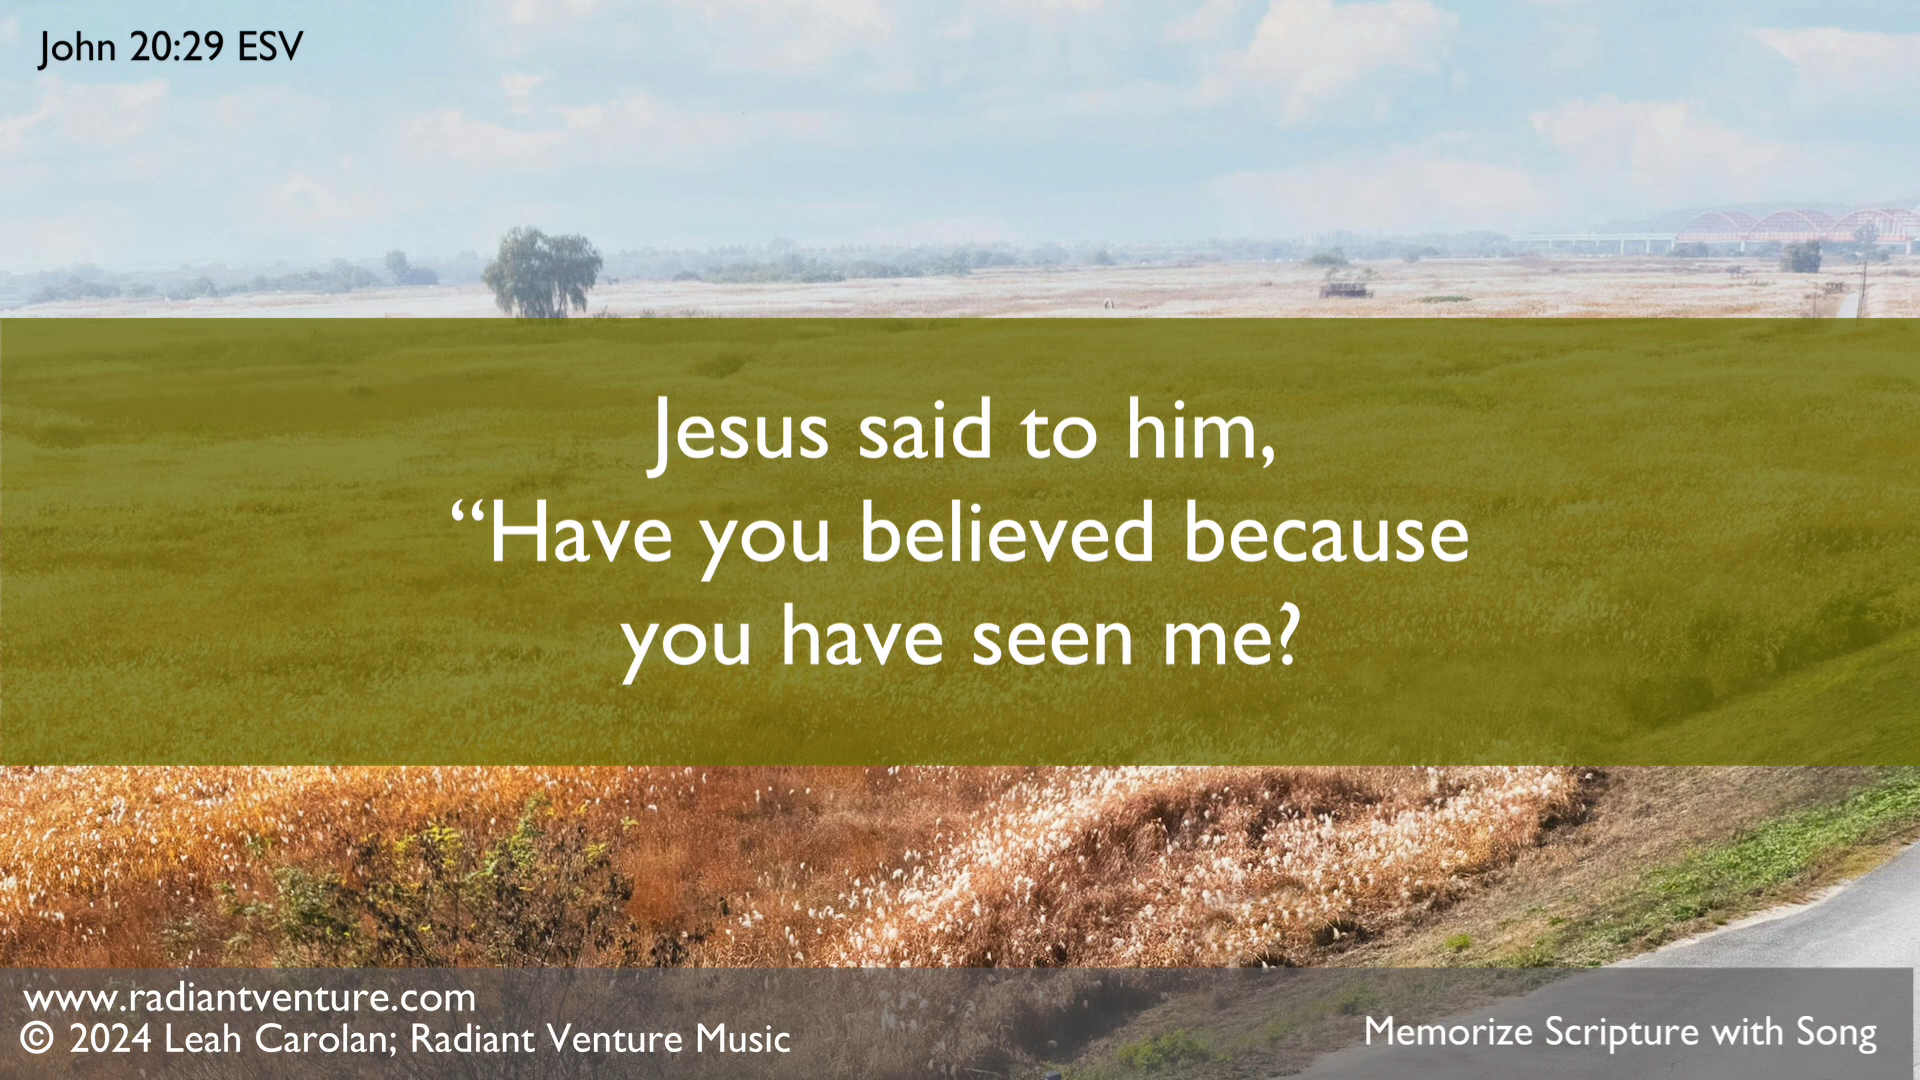 John 20:29 ESV
Jesus said to him,
“Have you believed because
you have seen me?
www.radiantventure.com
© 2024 Leah Carolan; Radiant Venture Music
Memorize Scripture with Song